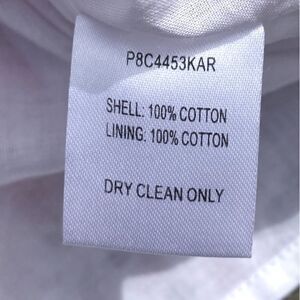 P8C4453KAR
SHELL: 100% COTTON
LINING: 100% COTTON
DRY CLEAN ONLY